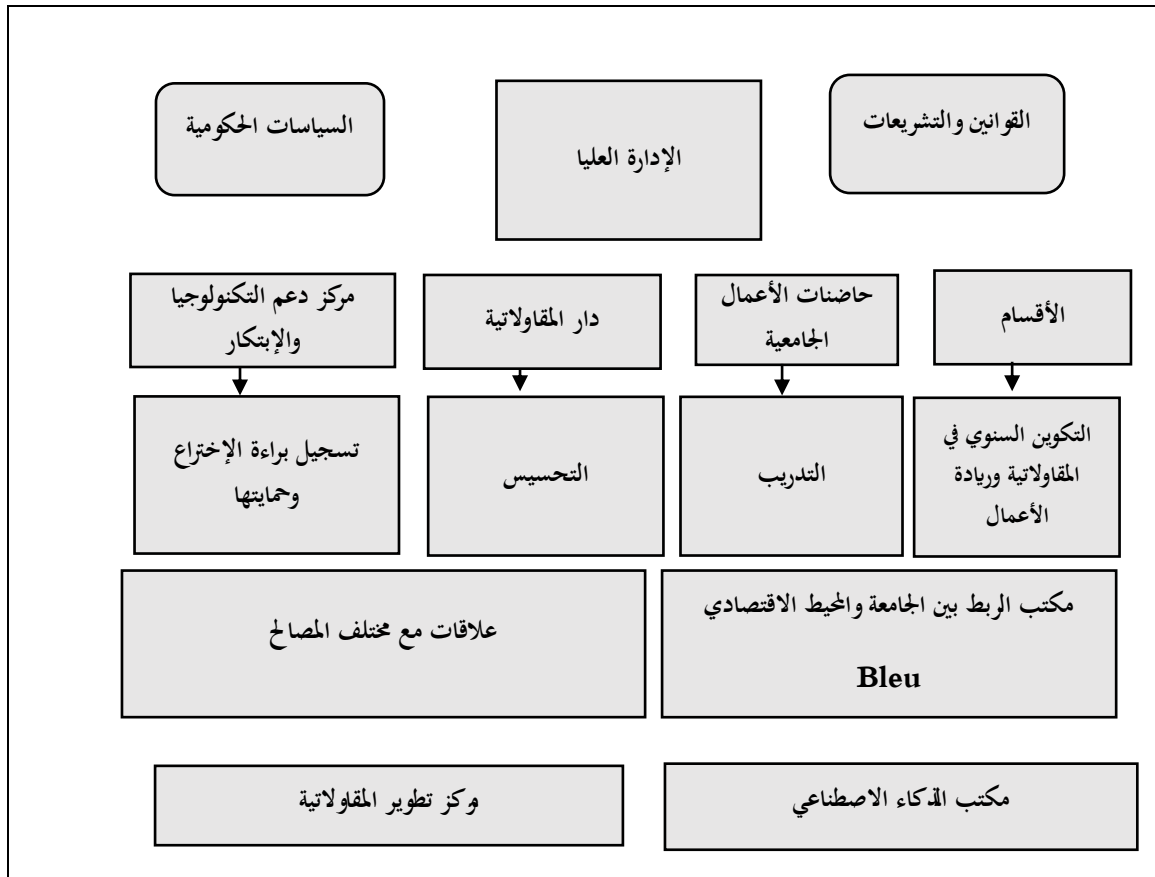 القوانين والتشريعات
الإدارة العليا
السياسات الحكومية
الأقسام
حاضنات الأعمال
الجامعية
دار المقاولاتية
مركز دعم التكنولوجيا
والإبتكار
التكوين السنوي في
المقاولاتية وريادة
الأعمال
التدريب
التحسيس
تسجيل براءة الإختراع
وحمايتها
مكتب الربط بين الجامعة والمحيط الاقتصادي
Bleu
علاقات مع مختلف المصالح
مكتب الذكاء الاصطناعي
مركز تطوير المقاولاتية